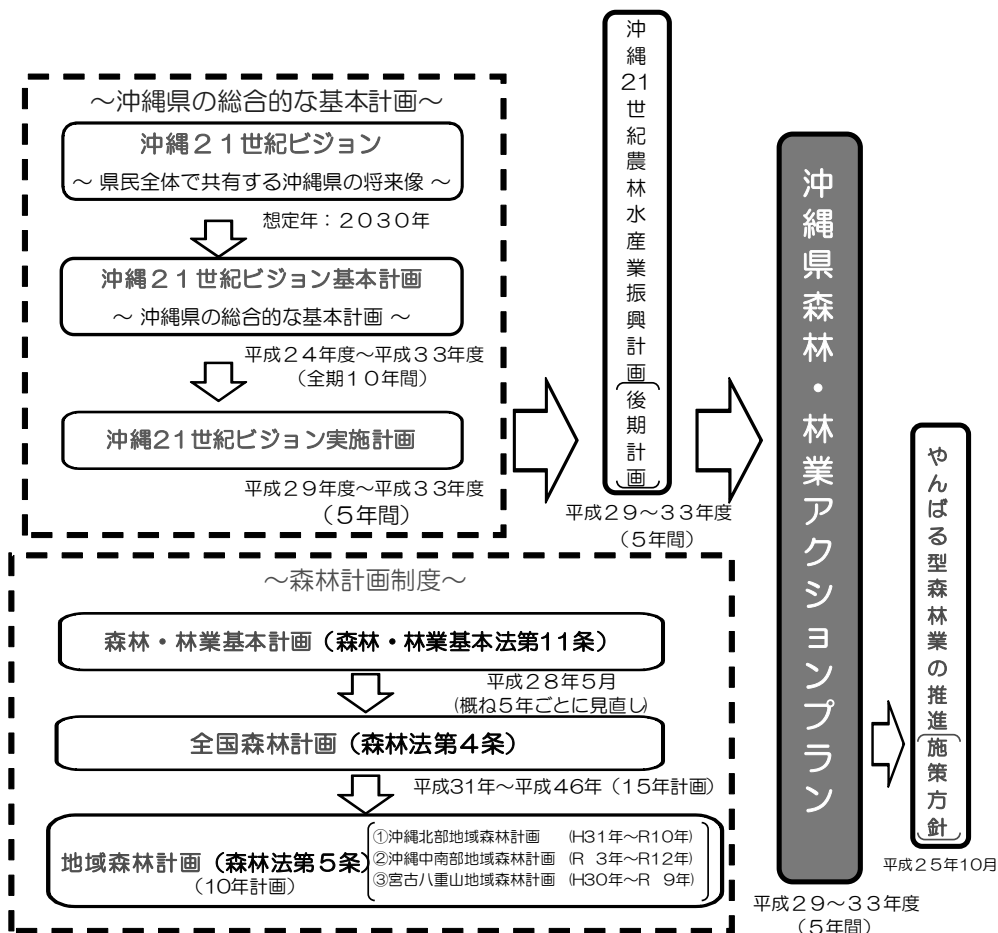 ～沖縄県の総合的な基本計画～
沖縄２１世紀ビジョン
～ 県民全体で共有する沖縄県の将来像 ～
想定年：２０３０年
沖縄２１世紀ビジョン基本計画
～ 沖縄県の総合的な基本計画 ～
平成２４年度～平成３３年度
（全期１０年間）
沖縄21世紀ビジョン実施計画
平成２９年度～平成３３年度
（５年間）
沖縄21世紀農林水産業振興計画（後期計画）
平成２９～３３年度
（５年間）
～森林計画制度～
森林・林業基本計画（森林・林業基本法第11条）
平成２８年５月
(概ね５年ごとに見直し)
全国森林計画（森林法第４条）
平成31年～平成46年（15年計画）
地域森林計画（森林法第５条）
（10年計画）
①沖縄北部地域森林計画 (H31年～R10年)
②沖縄中南部地域森林計画 (R 3年～R12年)
③宮古八重山地域森林計画 (H30年～R 9年)
沖縄県森林・林業アクションプラン
平成２９～３３年度
（５年間）
やんばる型森林業の推進（施策方針）
平成２５年１０月